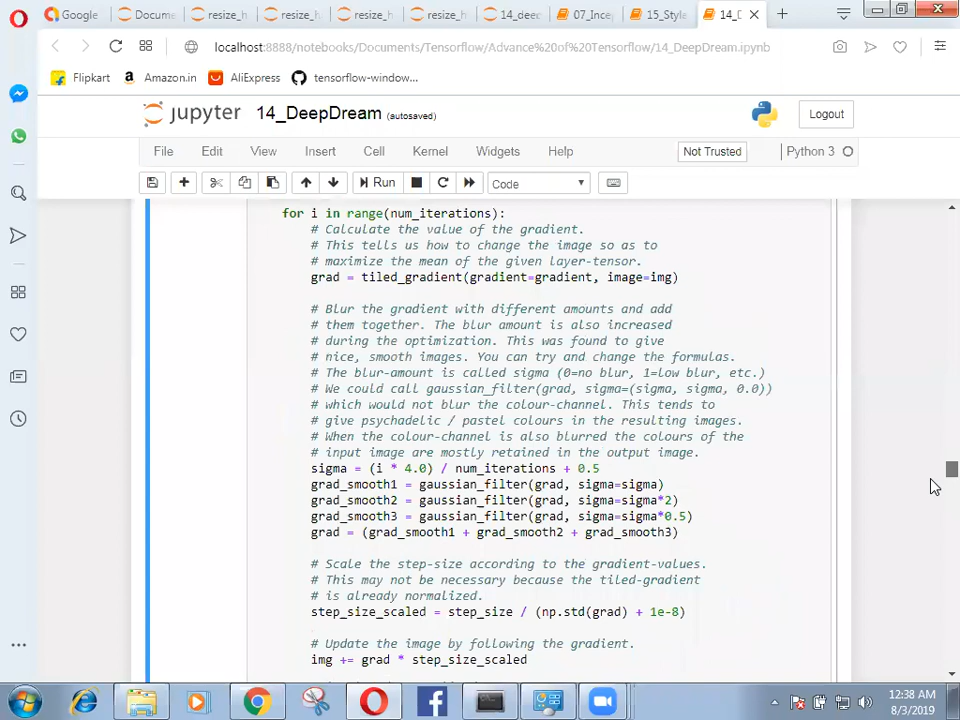 Google
Docume
resize_h
resize_h
resize_h
resize_h
14_deep
07_Ince
15_Style
14_D
localhost:8888/notebooks/Documents/Tensorflow/Advance%20of%20Tensorflow/14_DeepDream.ipynb
Flipkart
Amazon.in
AliExpress
tensorflow-window...
jupyter
14_DeepDream
(autosaved)
Logout
File
Edit
View
Insert
Cell
Kernel
Widgets
Help
Not Trusted
Python 3
Run
Code
for i in range(num_iterations):
# Calculate the value of the gradient.
# This tells us how to change the image so as to
# maximize the mean of the given layer-tensor.
grad = tiled_gradient(gradient=gradient, image=img)
# Blur the gradient with different amounts and add
# them together. The blur amount is also increased
# during the optimization. This was found to give
# nice, smooth images. You can try and change the formulas.
# The blur-amount is called sigma (0=no blur, 1=low blur, etc.)
# We could call gaussian_filter(grad, sigma=(sigma, sigma, 0.0))
# which would not blur the colour-channel. This tends to
# give psychadelic / pastel colours in the resulting images.
# When the colour-channel is also blurred the colours of the
# input image are mostly retained in the output image.
sigma = (i * 4.0) / num_iterations + 0.5
grad_smooth1 = gaussian_filter(grad, sigma=sigma)
grad_smooth2 = gaussian_filter(grad, sigma=sigma*2)
grad_smooth3 = gaussian_filter(grad, sigma=sigma*0.5)
grad = (grad_smooth1 + grad_smooth2 + grad_smooth3)
# Scale the step-size according to the gradient-values.
# This may not be necessary because the tiled-gradient
# is already normalized.
step_size_scaled = step_size / (np.std(grad) + 1e-8)
# Update the image by following the gradient.
img += grad * step_size_scaled
12:38 AM
8/3/2019